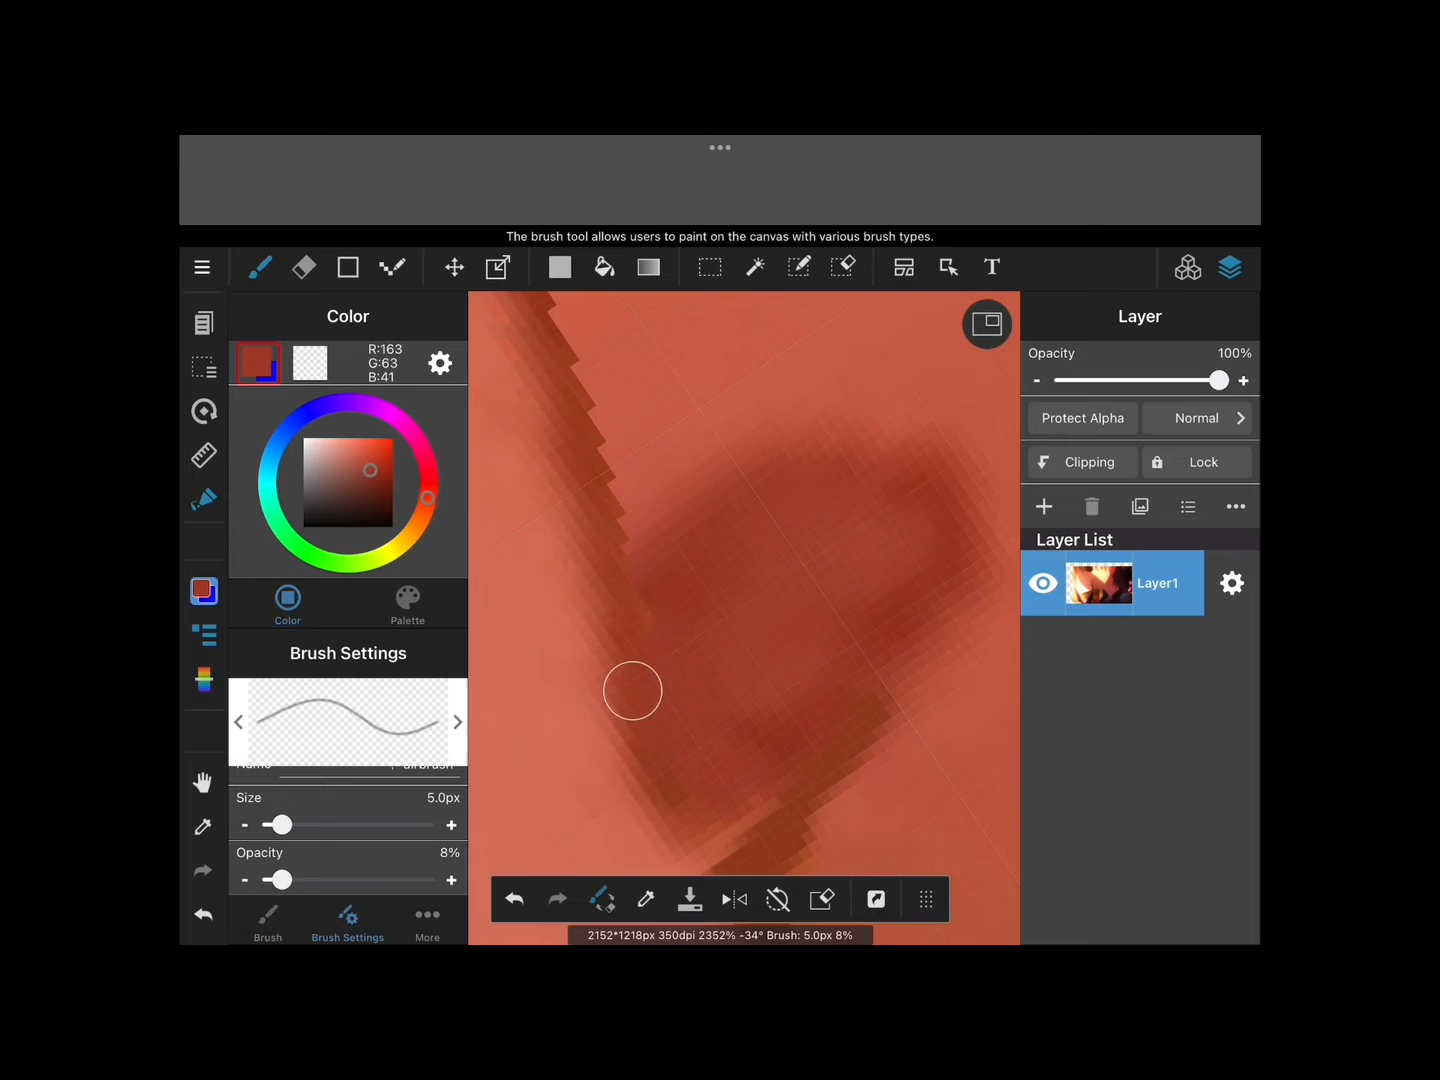 The brush tool allows users to paint on the canvas with various brush types.
T
Color
R:163
G:63
B:41
Color
Palette
Brush Settings
Name
airbrush
Size
5.0px
-
+
Opacity
8%
-
+
Brush
Brush Settings
More
2152*1218px 350dpi 2352% -34° Brush: 5.0px 8%
Layer
Opacity
100%
-
+
Protect Alpha
Normal
Clipping
Lock
Layer List
Layer1